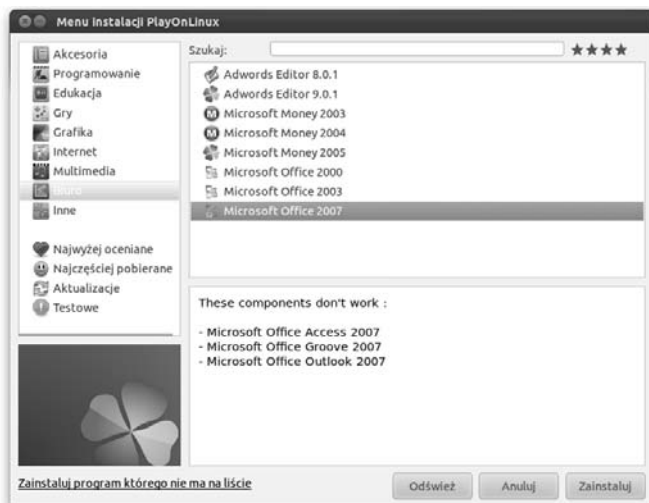 Menu Instalacji PlayOnLinux
Akcesoria
Programowanie
Edukacja
Gry
Grafika
Internet
Multimedia
Biuro
Inne
Najwyżej oceniane
Najczęściej pobierane
Aktualizacje
Testowe
Szukaj:
Adwords Editor 8.0.1
Adwords Editor 9.0.1
Microsoft Money 2003
Microsoft Money 2004
Microsoft Money 2005
Microsoft Office 2000
Microsoft Office 2003
Microsoft Office 2007
These components don't work :
- Microsoft Office Access 2007
- Microsoft Office Groove 2007
- Microsoft Office Outlook 2007
Zainstaluj program którego nie ma na liście
Odśwież
Anuluj
Zainstaluj